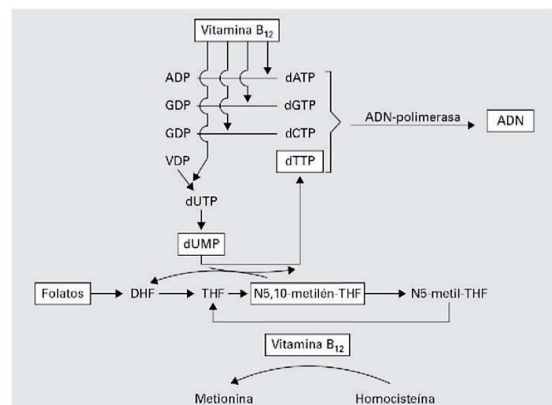 Vitamina B12
ADP dATP
GDP dGTP
GDP dCTP
VDP dTTP
ADN-polimerasa ADN
dUTP
dUMP
Folatos DHF THF N5,10-metilén-THF N5-metil-THF
Vitamina B12
Metionina Homocisteína